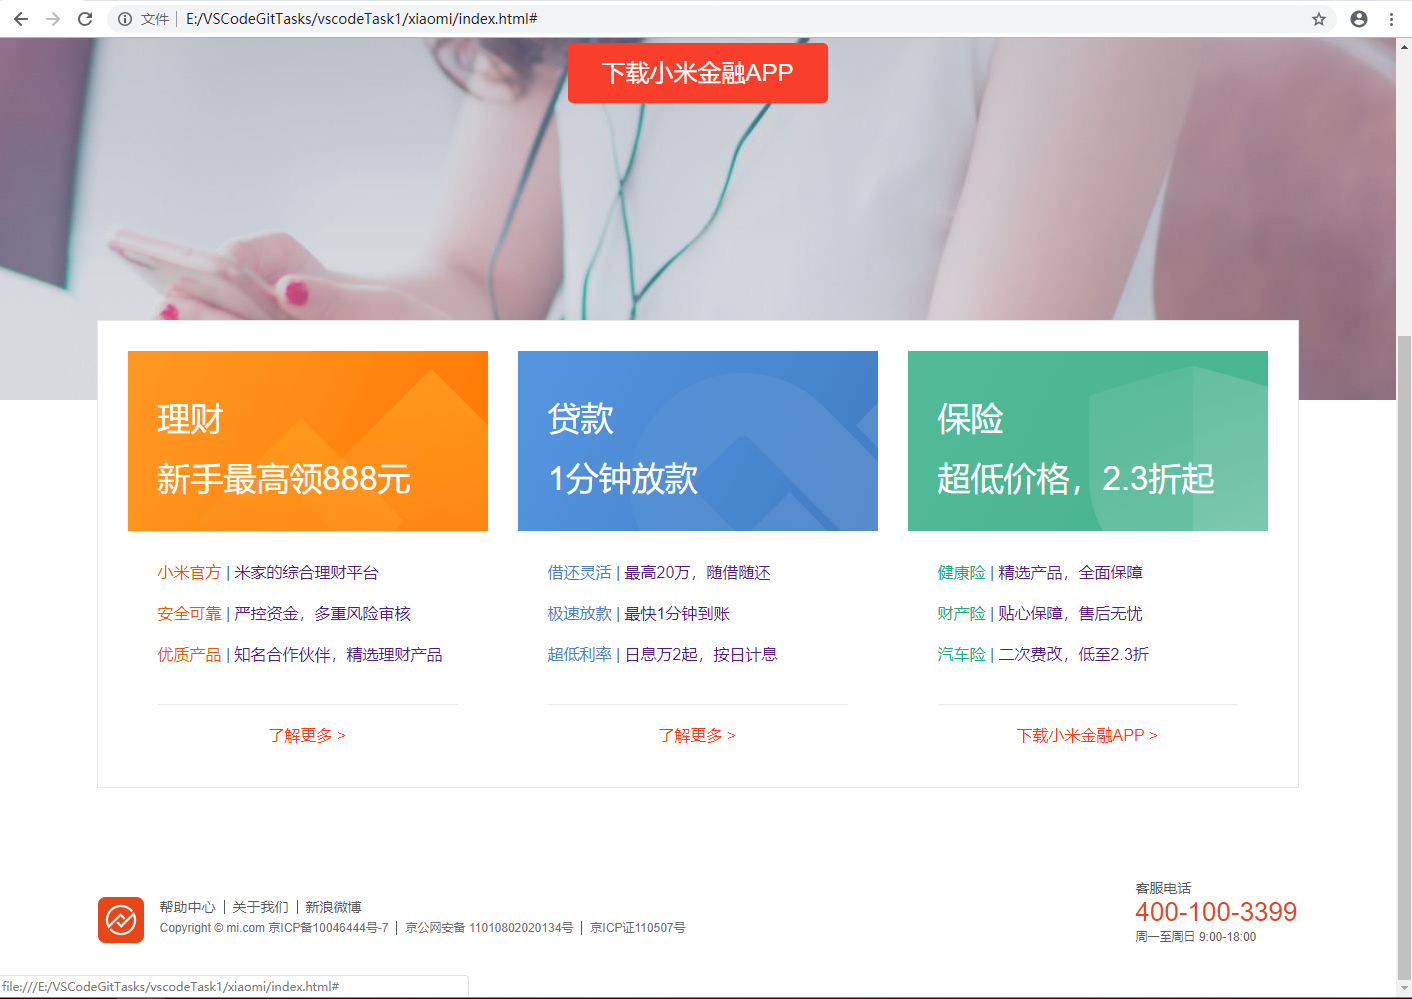 文件 E:/VSCodeGitTasks/vscodeTask1/xiaomi/index.html#
下载小米金融APP
理财
新手最高领888元
小米官方 | 米家的综合理财平台
安全可靠 | 严控资金，多重风险审核
优质产品 | 知名合作伙伴，精选理财产品
了解更多 >
贷款
1分钟放款
借还灵活 | 最高20万，随借随还
极速放款 | 最快1分钟到账
超低利率 | 日息万2起，按日计息
了解更多 >
保险
超低价格，2.3折起
健康险 | 精选产品，全面保障
财产险 | 贴心保障，售后无忧
汽车险 | 二次费改，低至2.3折
下载小米金融APP >
帮助中心 | 关于我们 | 新浪微博
Copyright © mi.com 京ICP备10046444号-7 | 京公网安备 11010802020134号 | 京ICP证110507号
客服电话
400-100-3399
周一至周日 9:00-18:00
file:///E:/VSCodeGitTasks/vscodeTask1/xiaomi/index.html#